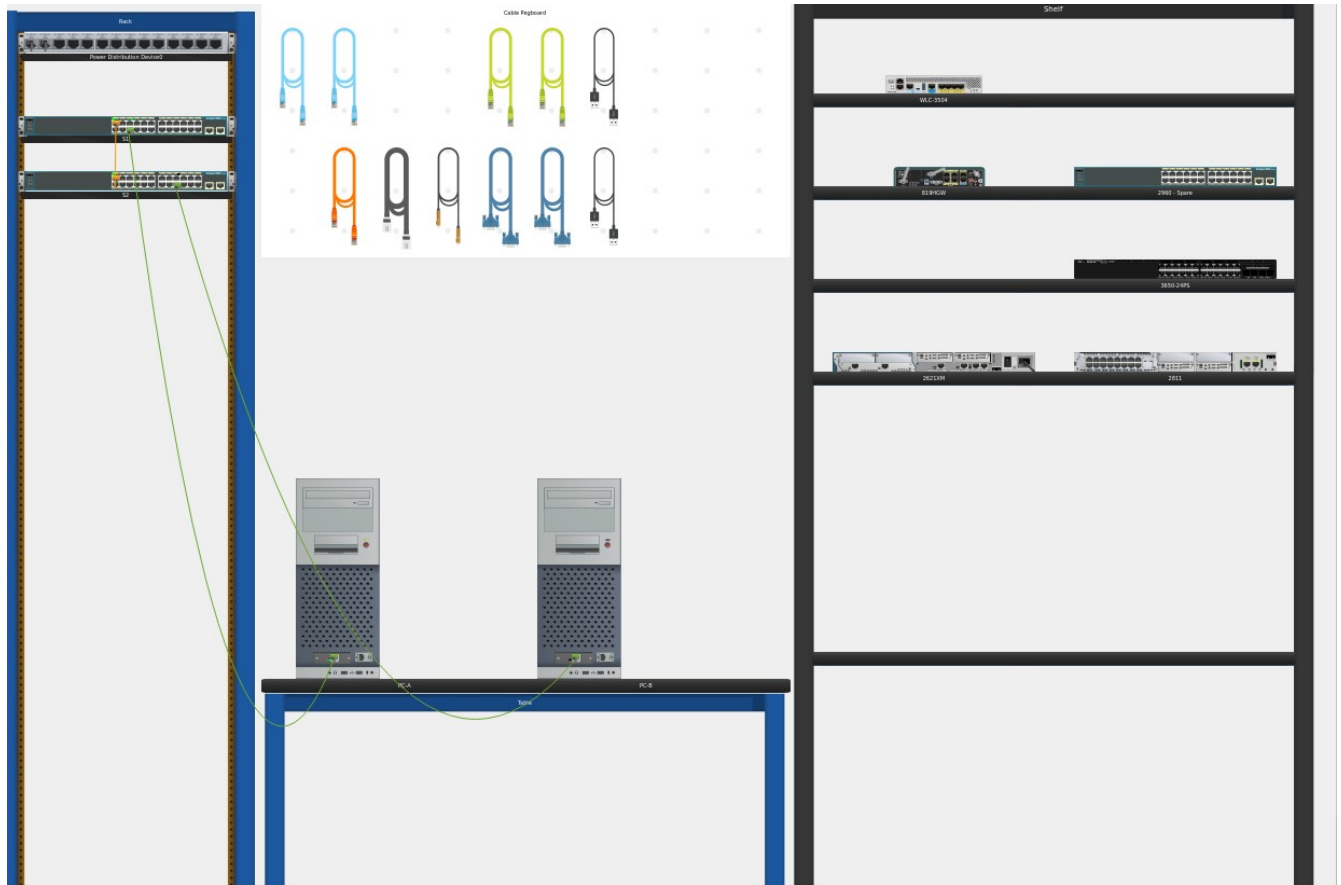 Rack
Power Distribution Device0
S1
S2
Cable Pegboard
PC-A
PC-B
Table
Shelf
WLC-3504
819HGW
2960 - Spare
3650-24PS
2621XM
2811